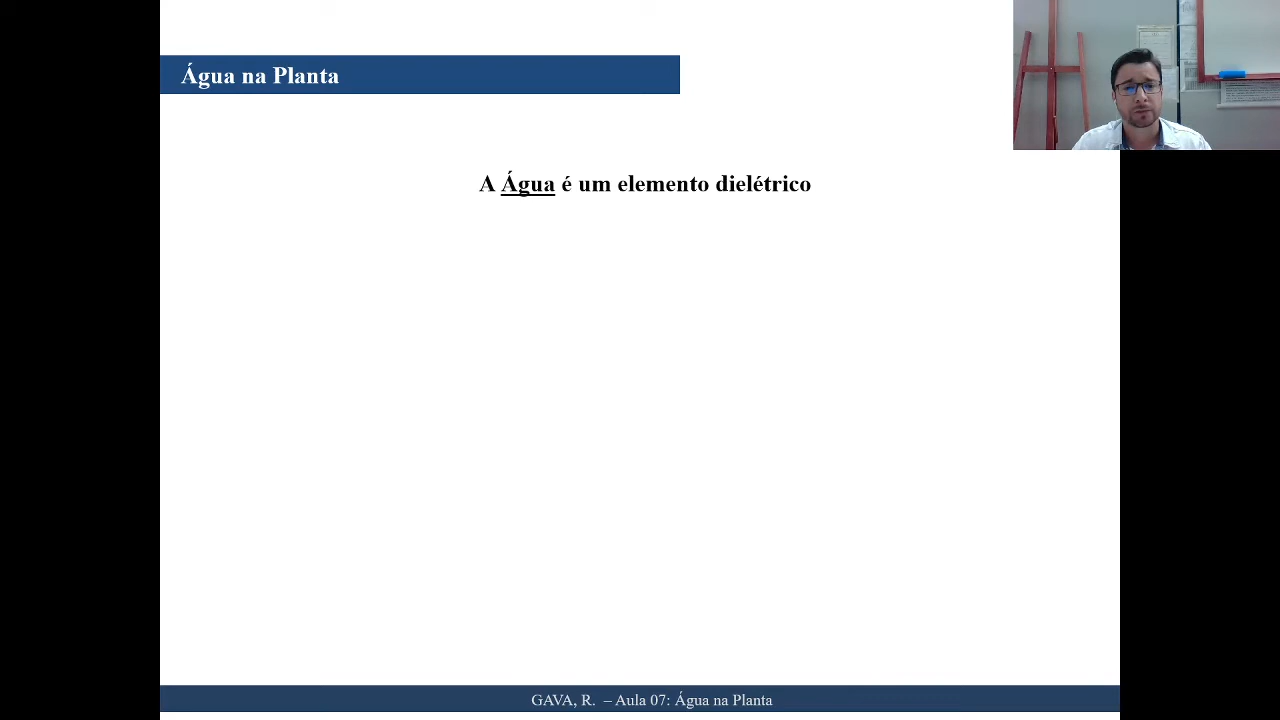 Água na Planta
A Água é um elemento dielétrico
GAVA, R. – Aula 07: Água na Planta